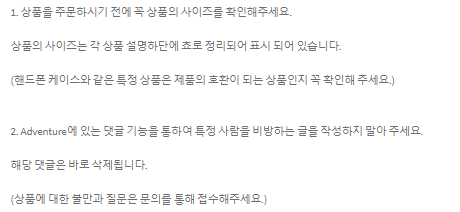 1. 상품을 주문하시기 전에 꼭 상품의 사이즈를 확인해주세요.
상품의 사이즈는 각 상품 설명하단에 쵸로 정리되어 표시 되어 있습니다.
(핸드폰 케이스와 같은 특정 상품은 제품의 호환이 되는 상품인지 꼭 확인해 주세요.)
2. Adventure에 있는 댓글 기능을 통하여 특정 사람을 비방하는 글을 작성하지 말아 주세요.
해당 댓글은 바로 삭제됩니다.
(상품에 대한 불만과 질문은 문의를 통해 접수해주세요.)